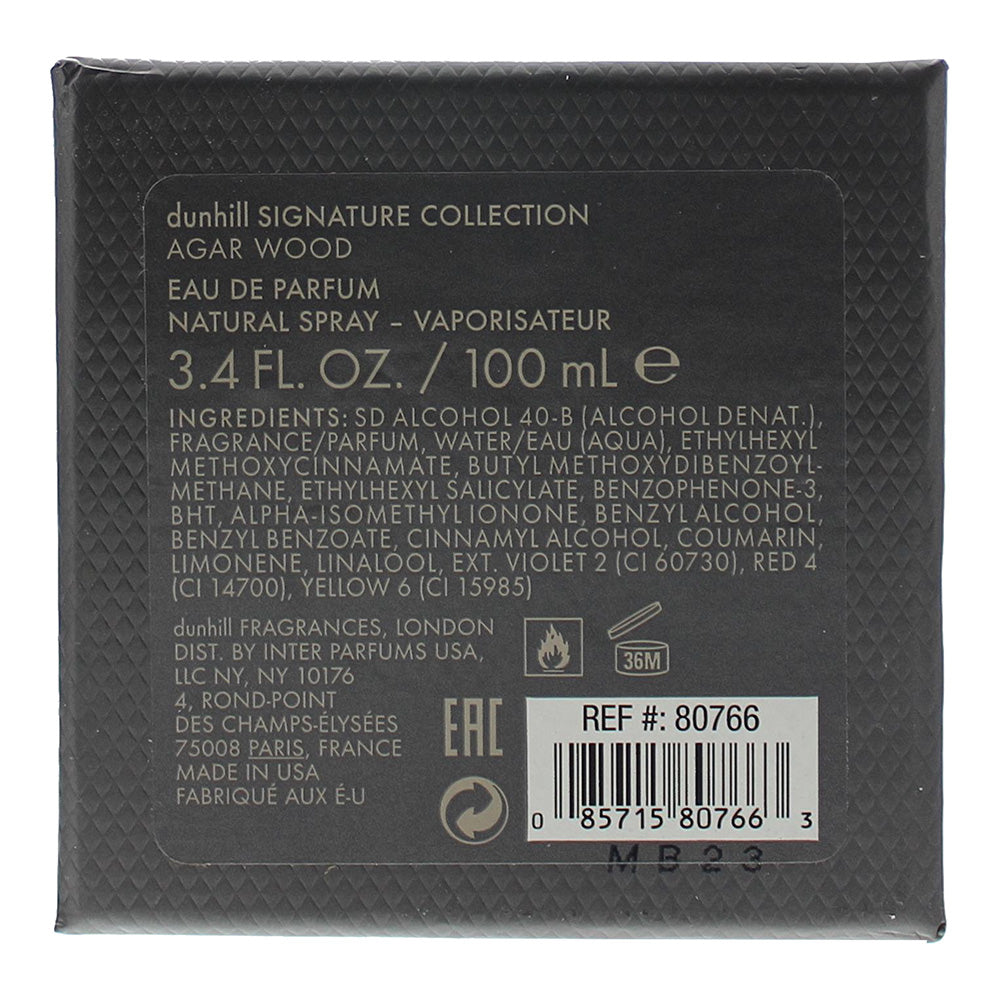 dunhill SIGNATURE COLLECTION
AGAR WOOD
EAU DE PARFUM
NATURAL SPRAY – VAPORISATEUR
3.4 FL. OZ. / 100 mL ℮
INGREDIENTS: SD ALCOHOL 40-B (ALCOHOL DENAT.),
FRAGRANCE/PARFUM, WATER/EAU (AQUA), ETHYLHEXYL
METHOXYCINNAMATE, BUTYL METHOXYDIBENZOYL-
METHANE, ETHYLHEXYL SALICYLATE, BENZOPHENONE-3,
BHT, ALPHA-ISOMETHYL IONONE, BENZYL ALCOHOL,
BENZYL BENZOATE, CINNAMYL ALCOHOL, COUMARIN,
LIMONENE, LINALOOL, EXT. VIOLET 2 (CI 60730), RED 4
(CI 14700), YELLOW 6 (CI 15985)
dunhill FRAGRANCES, LONDON
DIST. BY INTER PARFUMS USA,
LLC NY, NY 10176
4, ROND-POINT
DES CHAMPS-ÉLYSÉES
75008 PARIS, FRANCE
MADE IN USA
FABRIQUÉ AUX É-U
36M
EAC
REF #: 80766
0 85715 80766 3
MB23